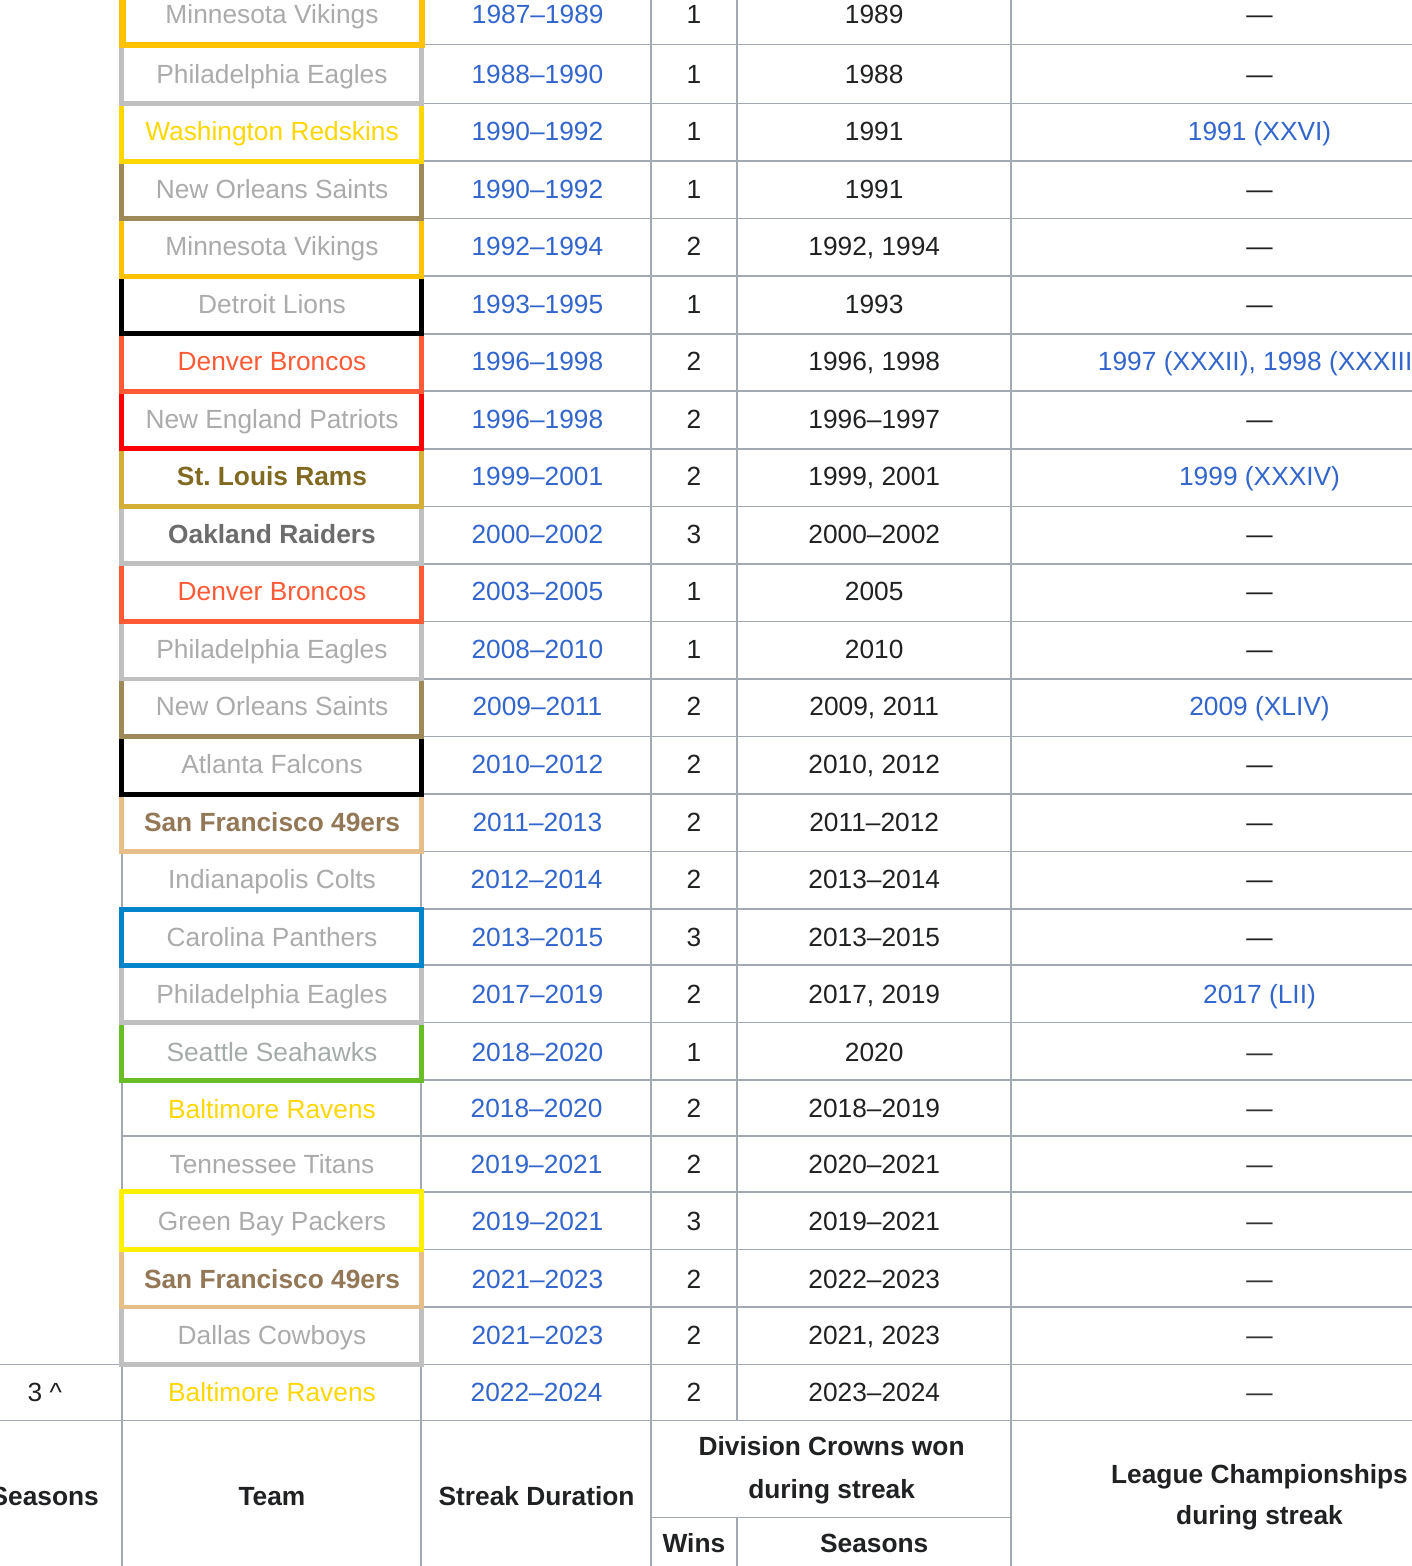 Minnesota Vikings 1987–1989 1 1989 —
Philadelphia Eagles 1988–1990 1 1988 —
Washington Redskins 1990–1992 1 1991 1991 (XXVI)
New Orleans Saints 1990–1992 1 1991 —
Minnesota Vikings 1992–1994 2 1992, 1994 —
Detroit Lions 1993–1995 1 1993 —
Denver Broncos 1996–1998 2 1996, 1998 1997 (XXXII), 1998 (XXXIII
New England Patriots 1996–1998 2 1996–1997 —
St. Louis Rams 1999–2001 2 1999, 2001 1999 (XXXIV)
Oakland Raiders 2000–2002 3 2000–2002 —
Denver Broncos 2003–2005 1 2005 —
Philadelphia Eagles 2008–2010 1 2010 —
New Orleans Saints 2009–2011 2 2009, 2011 2009 (XLIV)
Atlanta Falcons 2010–2012 2 2010, 2012 —
San Francisco 49ers 2011–2013 2 2011–2012 —
Indianapolis Colts 2012–2014 2 2013–2014 —
Carolina Panthers 2013–2015 3 2013–2015 —
Philadelphia Eagles 2017–2019 2 2017, 2019 2017 (LII)
Seattle Seahawks 2018–2020 1 2020 —
Baltimore Ravens 2018–2020 2 2018–2019 —
Tennessee Titans 2019–2021 2 2020–2021 —
Green Bay Packers 2019–2021 3 2019–2021 —
San Francisco 49ers 2021–2023 2 2022–2023 —
Dallas Cowboys 2021–2023 2 2021, 2023 —
3 ^ Baltimore Ravens 2022–2024 2 2023–2024 —
Seasons Team Streak Duration
Division Crowns won
during streak
Wins Seasons
League Championships
during streak